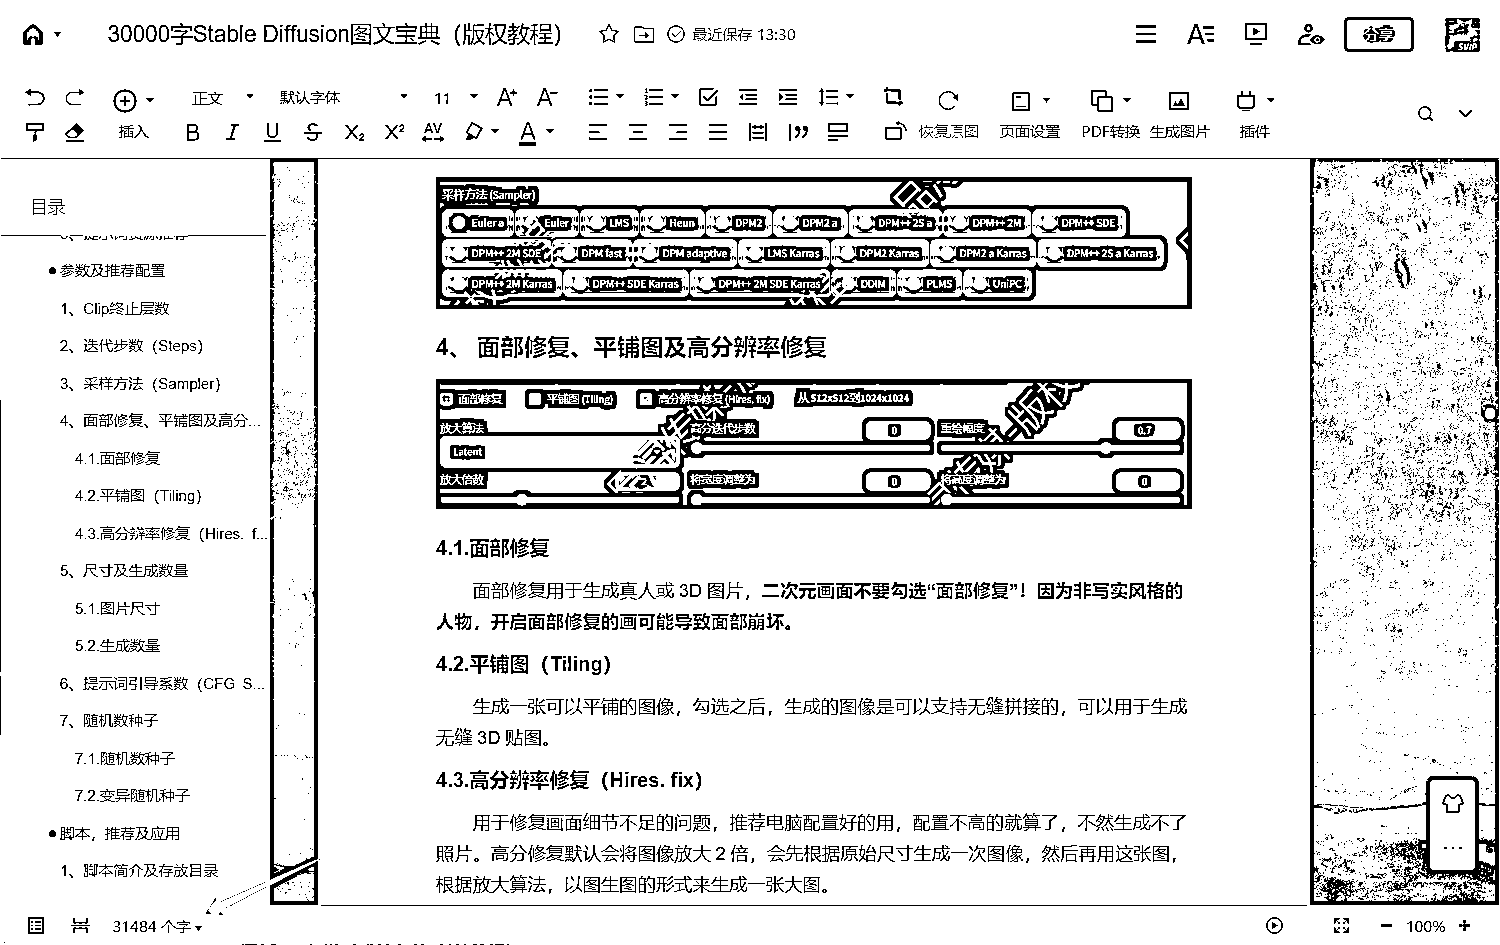 30000字Stable Diffusion图文宝典（版权教程）
最近保存 13:30
分享
SVIP
正文
默认字体
11
插入
恢复原图
页面设置
PDF转换
生成图片
插件
目录
参数及推荐配置
1、Clip终止层数
2、迭代步数（Steps）
3、采样方法（Sampler）
4、面部修复、平铺图及高分...
4.1.面部修复
4.2.平铺图（Tiling）
4.3.高分辨率修复（Hires. f...
5、尺寸及生成数量
5.1.图片尺寸
5.2.生成数量
6、提示词引导系数（CFG S...
7、随机数种子
7.1.随机数种子
7.2.变异随机种子
脚本，推荐及应用
1、脚本简介及存放目录
采样方法 (Sampler)
Euler a Euler LMS Heun DPM2 DPM2 a DPM++ 2S a DPM++ 2M DPM++ SDE
DPM++ 2M SDE DPM fast DPM adaptive LMS Karras DPM2 Karras DPM2 a Karras DPM++ 2S a Karras
DPM++ 2M Karras DPM++ SDE Karras DPM++ 2M SDE Karras DDIM PLMS UniPC
4、 面部修复、平铺图及高分辨率修复
面部修复 平铺图 (Tiling) 高分辨率修复 (Hires. fix) 从 512x512到1024x1024
放大算法 高分迭代步数 0 重绘幅度 0.7
Latent
放大倍数 将宽度调整为 0 将高度调整为 0
版权
4.1.面部修复
面部修复用于生成真人或 3D 图片，二次元画面不要勾选“面部修复”！因为非写实风格的
人物，开启面部修复的画可能导致面部崩坏。
4.2.平铺图（Tiling）
生成一张可以平铺的图像，勾选之后，生成的图像是可以支持无缝拼接的，可以用于生成
无缝 3D 贴图。
4.3.高分辨率修复（Hires. fix）
用于修复画面细节不足的问题，推荐电脑配置好的用，配置不高的就算了，不然生成不了
照片。高分修复默认会将图像放大 2 倍，会先根据原始尺寸生成一次图像，然后再用这张图，
根据放大算法，以图生图的形式来生成一张大图。
31484 个字
100%